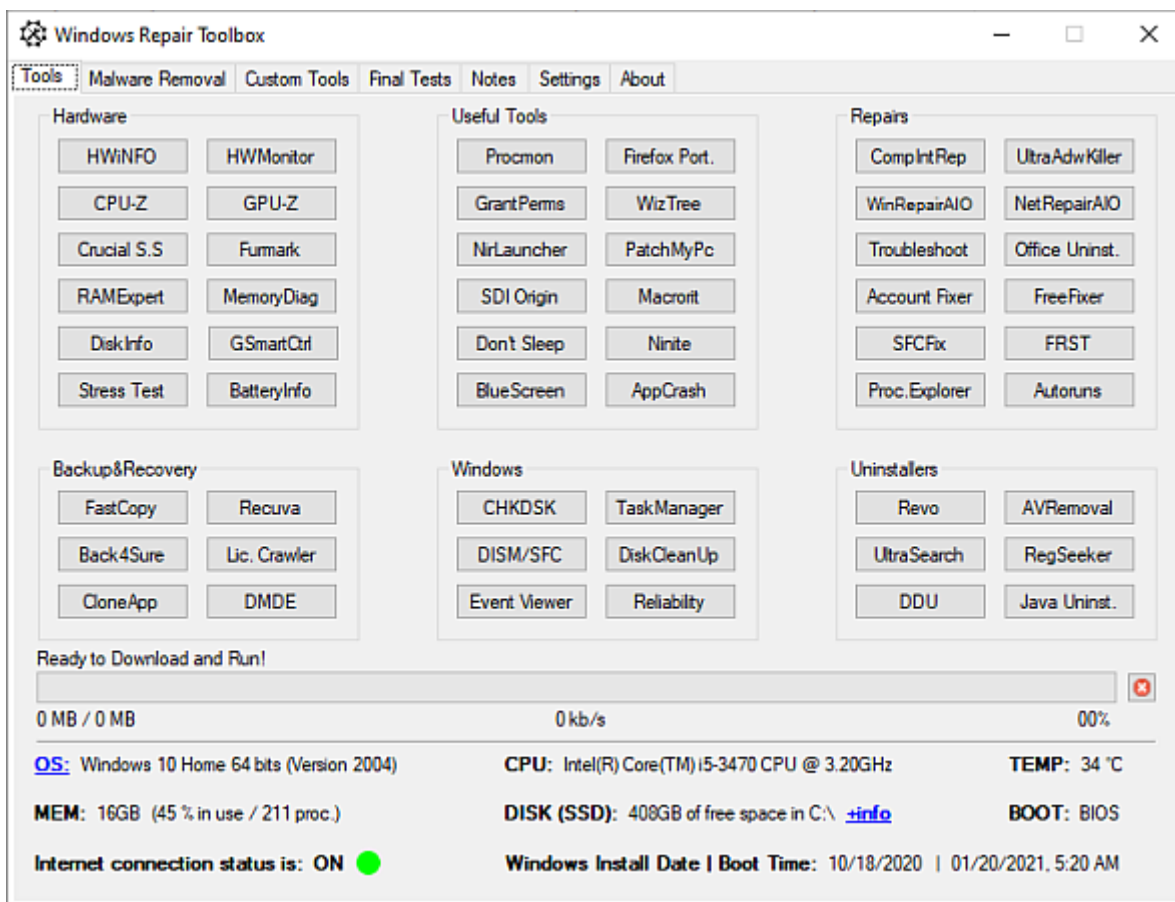 Windows Repair Toolbox
Tools Malware Removal Custom Tools Final Tests Notes Settings About
Hardware
HWiNFO HWMonitor
CPU-Z GPU-Z
Crucial S.S Furmark
RAMExpert MemoryDiag
DiskInfo GSmartCtrl
Stress Test BatteryInfo
Useful Tools
Procmon Firefox Port.
GrantPerms WizTree
NirLauncher PatchMyPc
SDI Origin Macrorit
Don't Sleep Ninite
BlueScreen AppCrash
Repairs
CompIntRep UltraAdwKiller
WinRepairAIO NetRepairAIO
Troubleshoot Office Uninst.
Account Fixer FreeFixer
SFCFix FRST
Proc.Explorer Autoruns
Backup&Recovery
FastCopy Recuva
Back4Sure Lic. Crawler
CloneApp DMDE
Windows
CHKDSK TaskManager
DISM/SFC DiskCleanUp
Event Viewer Reliability
Uninstallers
Revo AVRemoval
UltraSearch RegSeeker
DDU Java Uninst.
Ready to Download and Run!
0 MB / 0 MB 0 kb/s 00%
OS: Windows 10 Home 64 bits (Version 2004) CPU: Intel(R) Core(TM) i5-3470 CPU @ 3.20GHz TEMP: 34 °C
MEM: 16GB (45 % in use / 211 proc.) DISK (SSD): 408GB of free space in C:\ +info BOOT: BIOS
Internet connection status is: ON Windows Install Date | Boot Time: 10/18/2020 | 01/20/2021, 5:20 AM